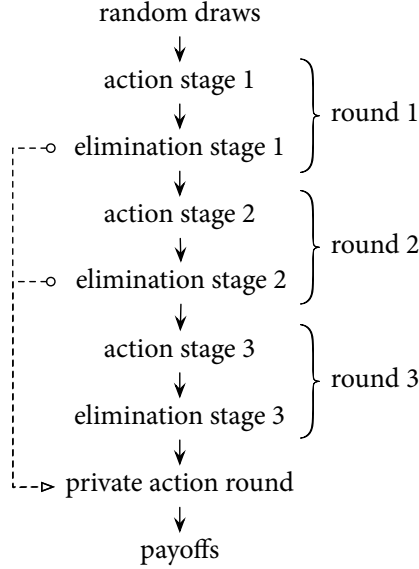 random draws
action stage 1
round 1
elimination stage 1
action stage 2
round 2
elimination stage 2
action stage 3
round 3
elimination stage 3
private action round
payoffs